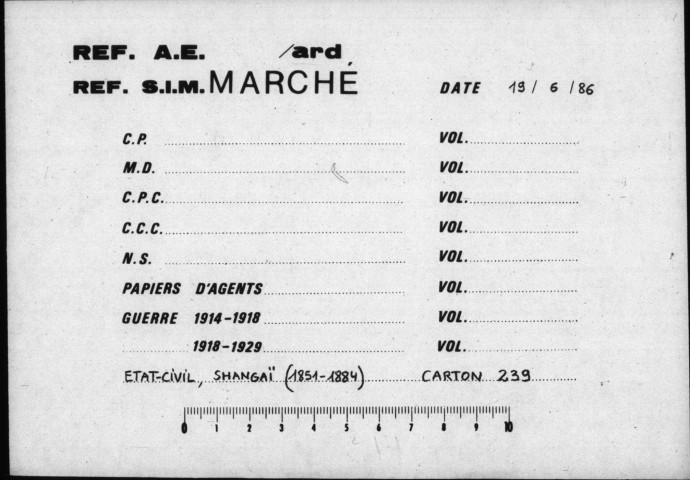 REF. A.E. /ard
REF. S.I.M. MARCHÉ DATE 19 / 6 / 86
C.P. VOL.
M.D. VOL.
C.P.C. VOL.
C.C.C. VOL.
N.S. VOL.
PAPIERS D'AGENTS VOL.
GUERRE 1914-1918 VOL.
1918-1929 VOL.
ETAT-CIVIL, SHANGAÏ (1851-1884) CARTON 239
0 1 2 3 4 5 6 7 8 9 10